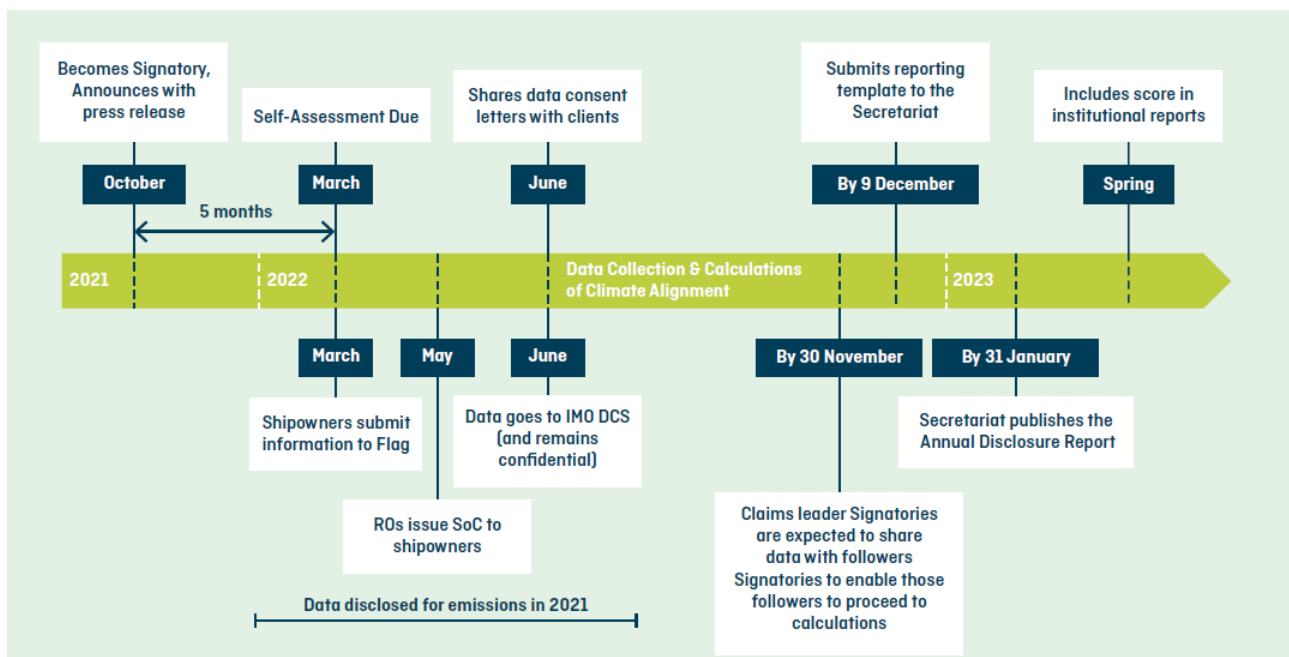 Becomes Signatory,
Announces with
press release
Self-Assessment Due
Shares data consent
letters with clients
Submits reporting
template to the
Secretariat
Includes score in
institutional reports
October
March
June
By 9 December
Spring
5 months
2021
2022
Data Collection & Calculations
of Climate Alignment
2023
March
May
June
By 30 November
By 31 January
Shipowners submit
information to Flag
Data goes to IMO DCS
(and remains
confidential)
Secretariat publishes the
Annual Disclosure Report
ROs issue SoC to
shipowners
Claims leader Signatories
are expected to share
data with followers
Signatories to enable those
followers to proceed to
calculations
Data disclosed for emissions in 2021